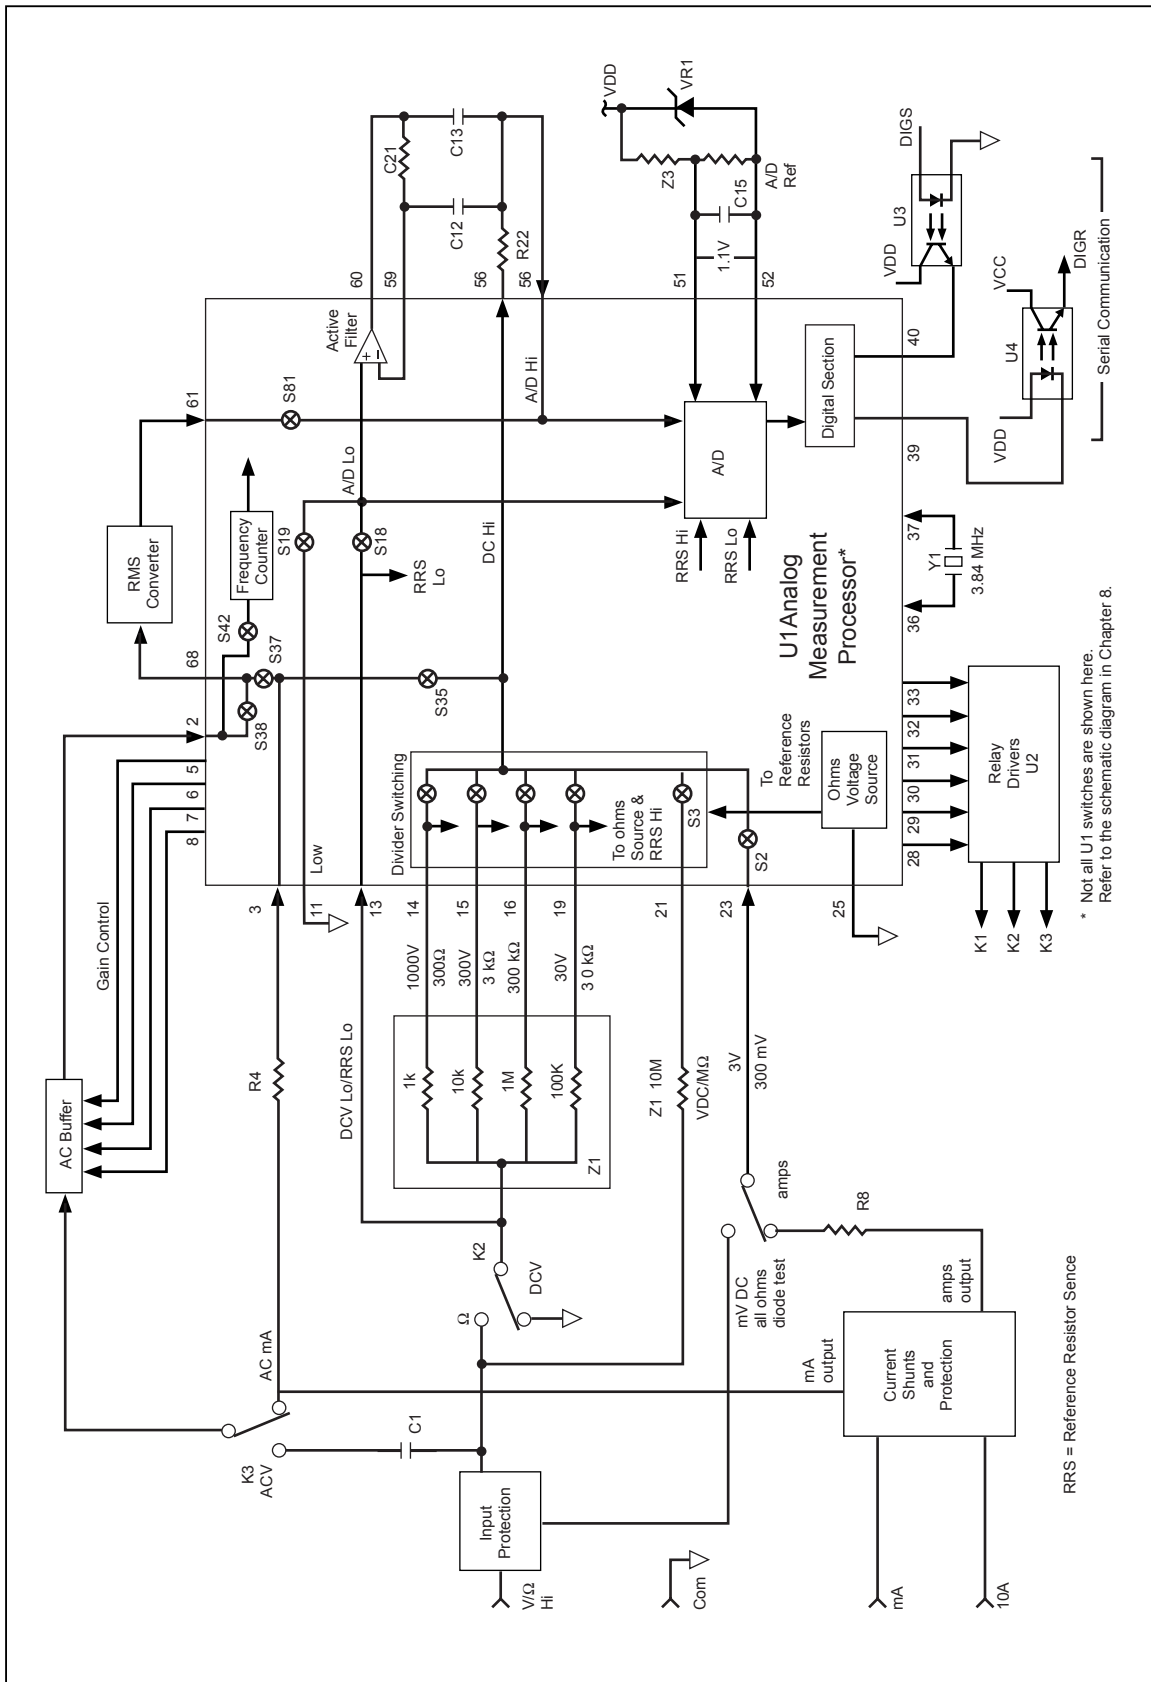 V/Ω
Hi
Input
Protection
Com
mA
10A
K3
ACV
C1
AC mA
AC Buffer
Gain Control
R4
Ω
K2
DCV
DCV Lo/RRS Lo
mV DC
all ohms
diode test
amps
R8
mA
output
amps
output
Current
Shunts
and
Protection
RRS = Reference Resistor Sence
Z1
1k
10k
1M
100K
Z1 10M
VDC/MΩ
1000V
300Ω
300V
3 kΩ
300 kΩ
30V
3 0 kΩ
3V
300 mV
8
7
6
5
2
68
61
3
11
13
14
15
16
19
21
23
25
Low
Divider Switching
To ohms
Source &
RRS Hi
S3
S2
To
Reference
Resistors
Ohms
Voltage
Source
S38
S37
S42
S35
RMS
Converter
Frequency
Counter
S19
S18
S81
RRS
Lo
DC Hi
A/D Lo
A/D Hi
Active
Filter
60
59
56
56
C21
C12
C13
R22
RRS Hi
RRS Lo
A/D
U1Analog
Measurement
Processor*
Digital Section
51
52
1.1V
C15
Z3
A/D
Ref
VDD
VR1
28
29
30
31
32
33
36
37
39
40
Relay
Drivers
U2
K1
K2
K3
Y1
3.84 MHz
VDD
U3
DIGS
VDD
U4
VCC
DIGR
Serial Communication
* Not all U1 switches are shown here.
Refer to the schematic diagram in Chapter 8.